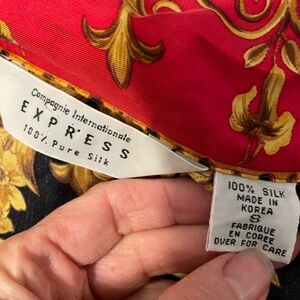 Compagnie Internationale
EXPRESS
100% Pure Silk
100% SILK
MADE IN
KOREA
S
FABRIQUE
EN COREE
OVER FOR CARE